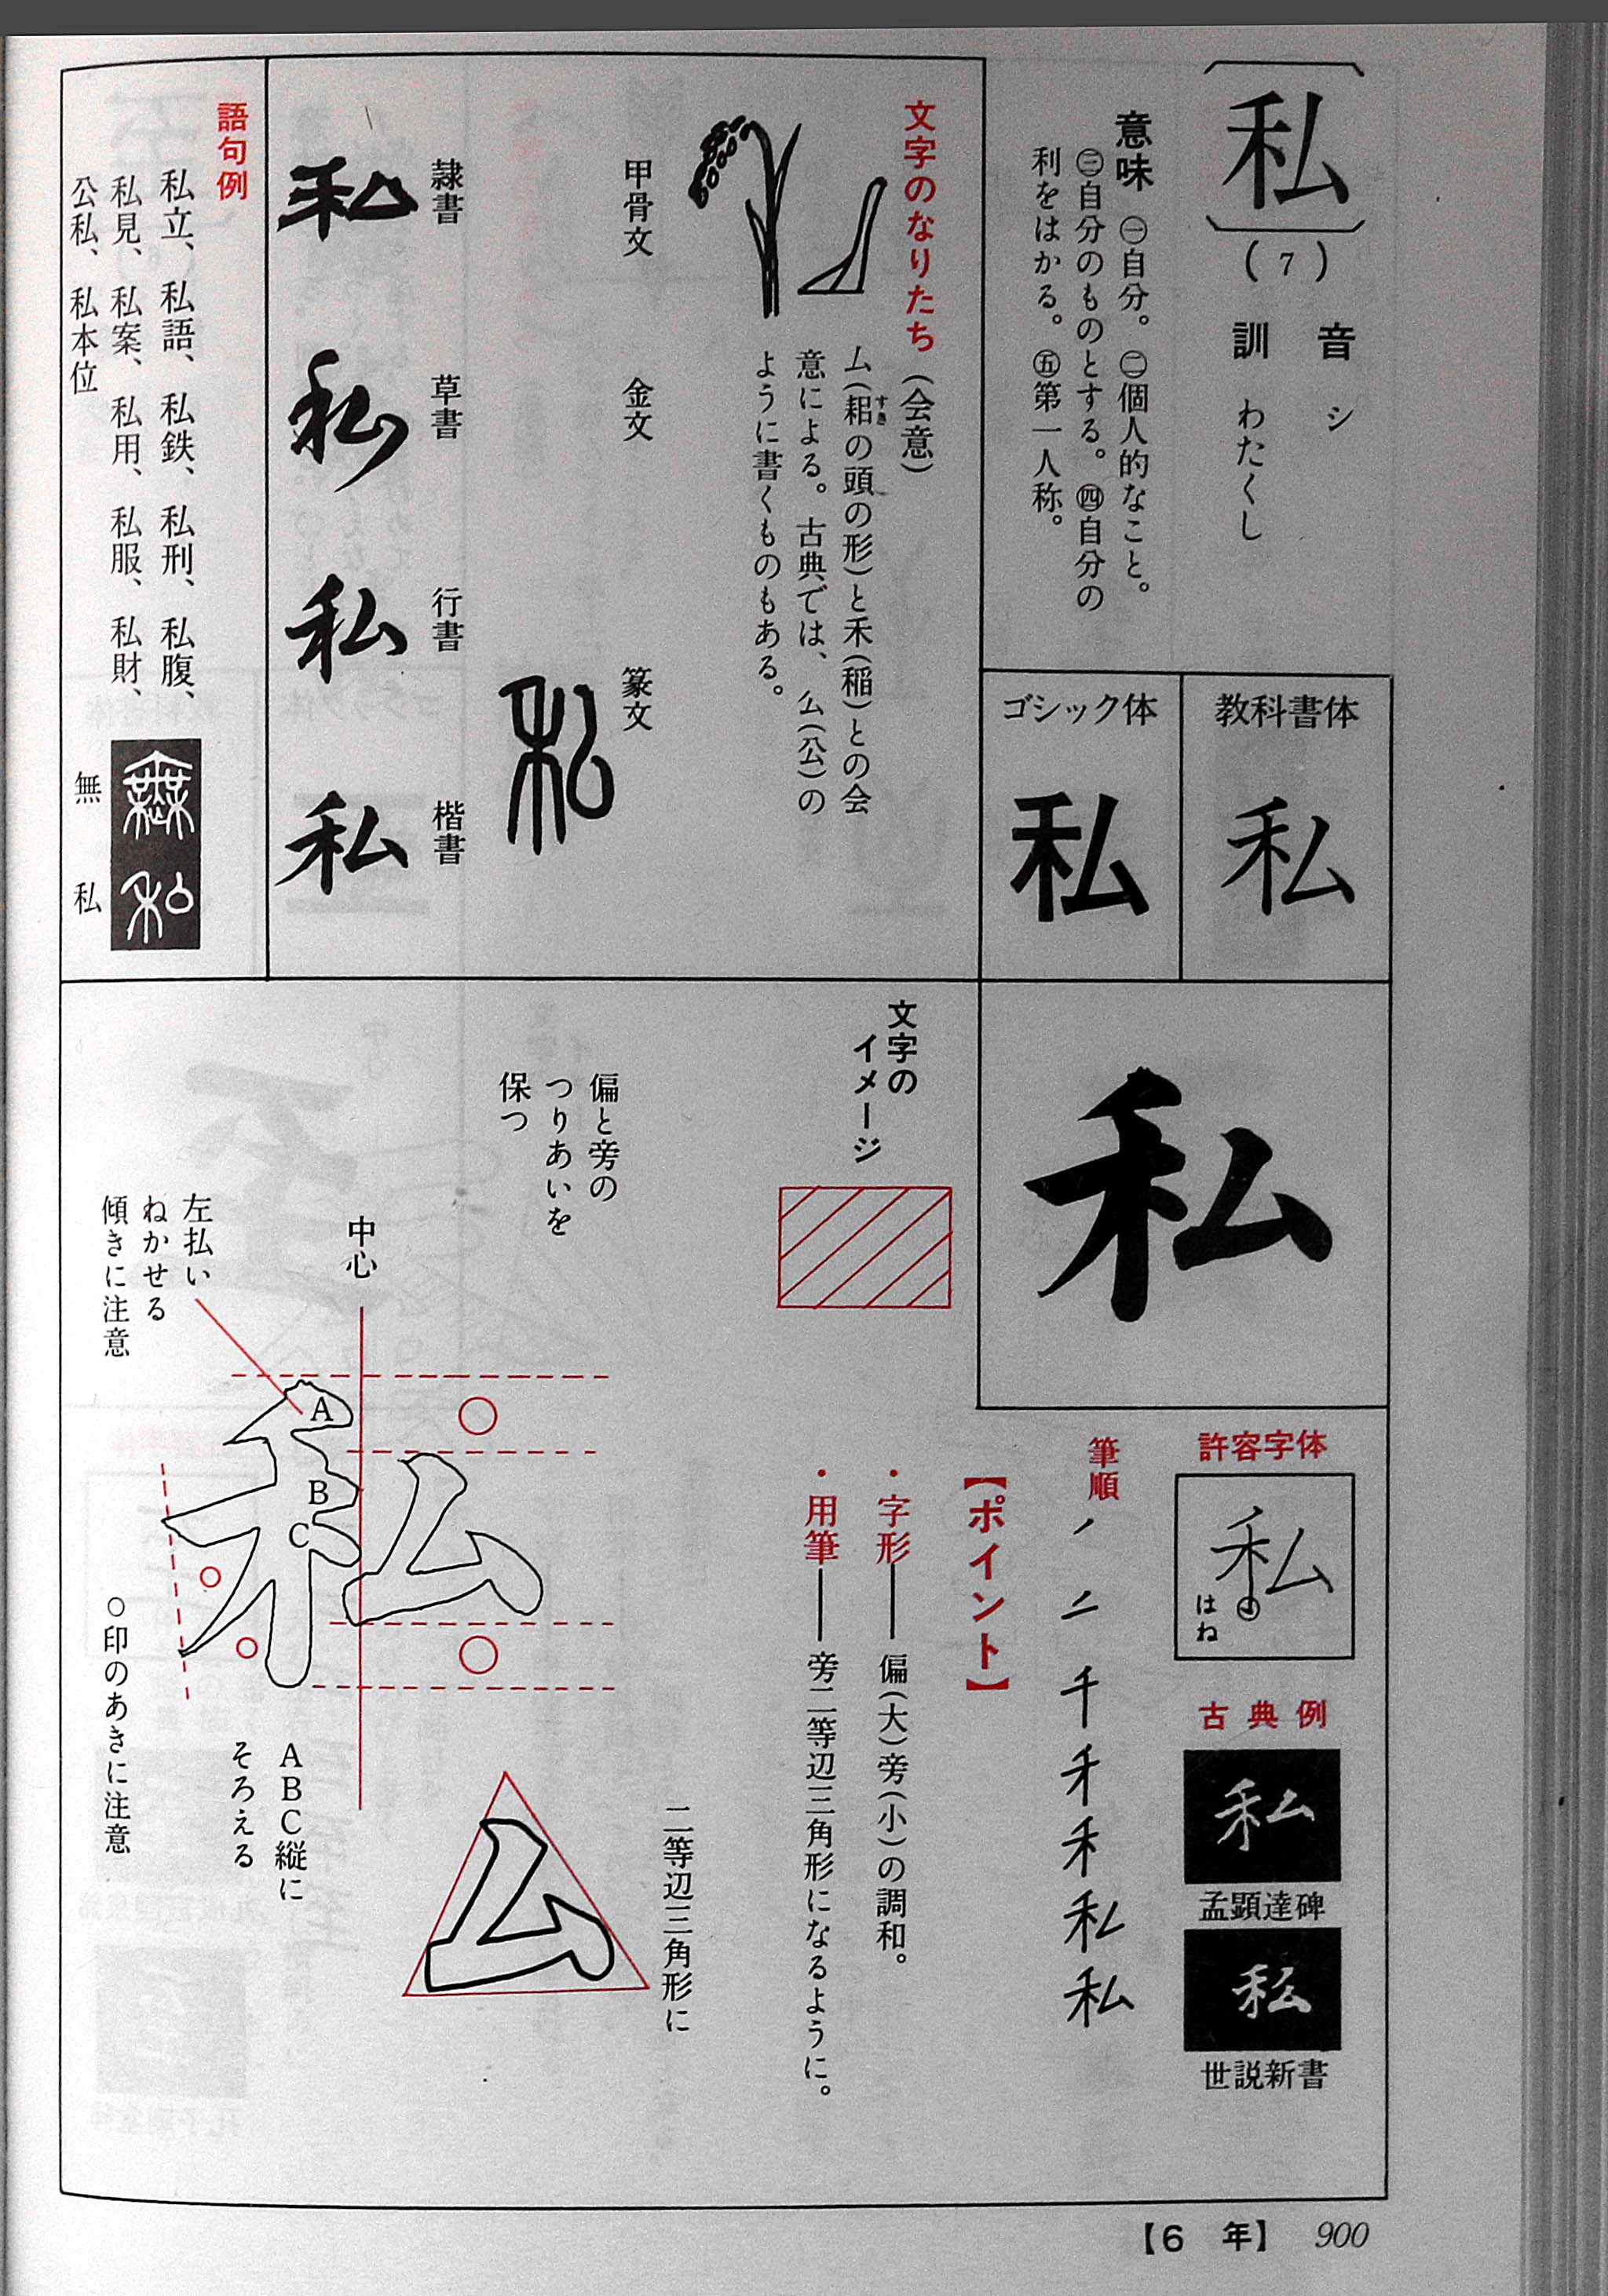 私
(7)
音 シ
訓 わたくし
意味 ㊀自分。㊁個人的なこと。
㊂自分のものとする。㊃自分の
利をはかる。㊄第一人称。
教科書体
私
ゴシック体
私
文字のなりたち(会意)
厶(耜の頭の形)と禾(稲)との会
すき
意による。古典では、厶(公)の
ように書くものもある。
甲骨文
金文
篆文
私
隷書
草書
行書
楷書
私
私
私
私
語句例
私立、私語、私鉄、私刑、私腹、
私見、私案、私用、私服、私財、
公私、私本位
無私
無 私
私
許容字体
私
はね
古典例
私
孟顕達碑
私
世説新書
筆順
ノ 二 千 禾 禾 私 私
【ポイント】
・字形——偏(大)旁(小)の調和。
・用筆——旁二等辺三角形になるように。
文字の
イメージ
偏と旁の
つりあいを
保つ
中心
左払い
ねかせる
傾きに注意
A
B
C
私
二等辺三角形に
ム
ABC縦に
そろえる
○印のあきに注意
【6 年】 900